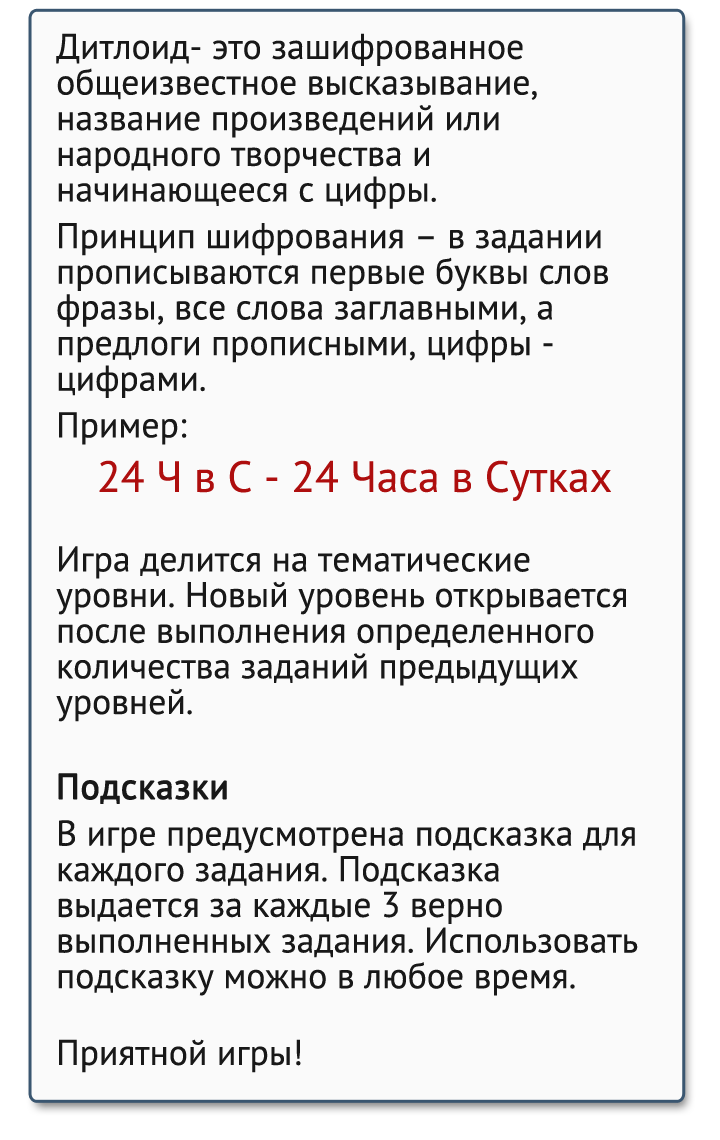 Дитлоид- это зашифрованное
общеизвестное высказывание,
название произведений или
народного творчества и
начинающееся с цифры.
Принцип шифрования – в задании
прописываются первые буквы слов
фразы, все слова заглавными, а
предлоги прописными, цифры -
цифрами.
Пример:
24 Ч в С - 24 Часа в Сутках
Игра делится на тематические
уровни. Новый уровень открывается
после выполнения определенного
количества заданий предыдущих
уровней.
Подсказки
В игре предусмотрена подсказка для
каждого задания. Подсказка
выдается за каждые 3 верно
выполненных задания. Использовать
подсказку можно в любое время.
Приятной игры!